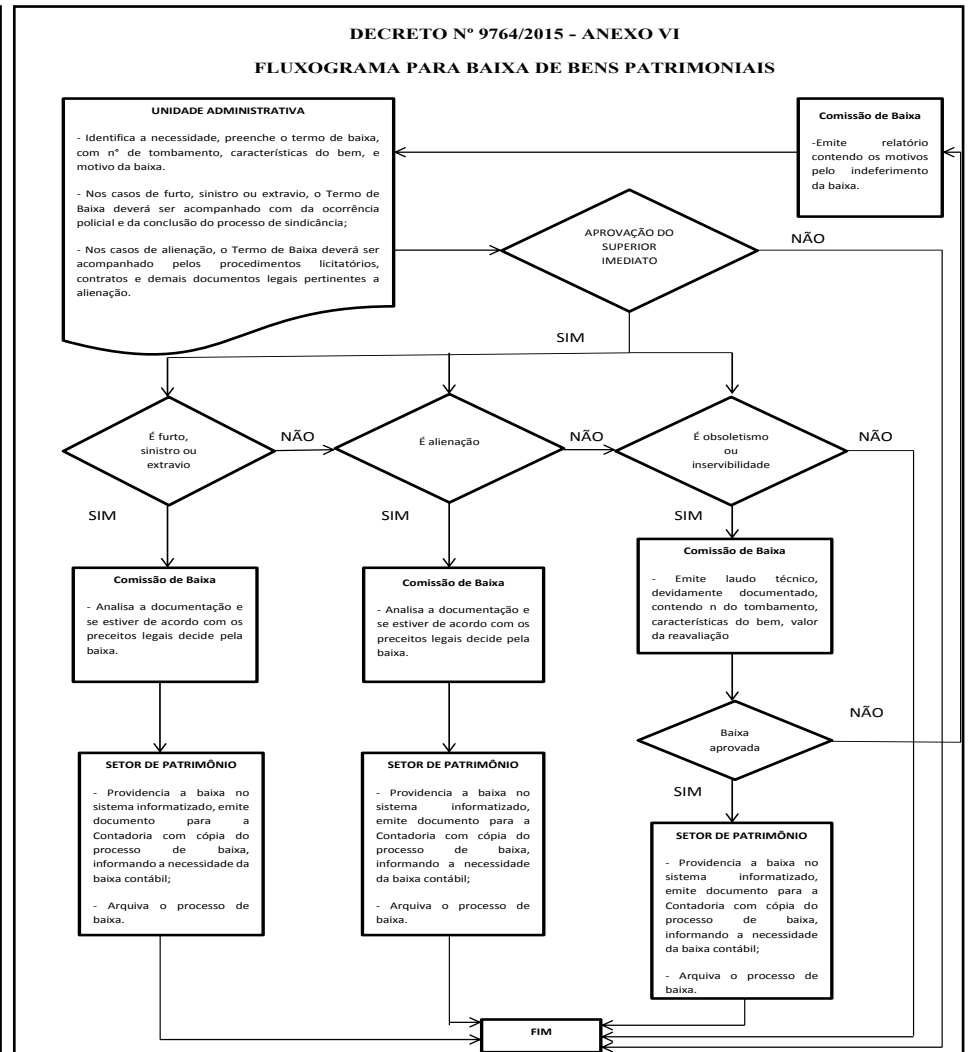 DECRETO Nº 9764/2015 – ANEXO VI
FLUXOGRAMA PARA BAIXA DE BENS PATRIMONIAIS
UNIDADE ADMINISTRATIVA
- Identifica a necessidade, preenche o termo de baixa,
com n° de tombamento, características do bem, e
motivo da baixa.
- Nos casos de furto, sinistro ou extravio, o Termo de
Baixa deverá ser acompanhado com da ocorrência
policial e da conclusão do processo de sindicância;
- Nos casos de alienação, o Termo de Baixa deverá ser
acompanhado pelos procedimentos licitatórios,
contratos e demais documentos legais pertinentes a
alienação.
Comissão de Baixa
-Emite relatório
contendo os motivos
pelo indeferimento
da baixa.
APROVAÇÃO DO
SUPERIOR
IMEDIATO
NÃO
SIM
É furto,
sinistro ou
extravio
NÃO
É alienação
NÃO
É obsoletismo
ou
inservibilidade
NÃO
SIM
SIM
SIM
Comissão de Baixa
- Analisa a documentação e
se estiver de acordo com os
preceitos legais decide pela
baixa.
Comissão de Baixa
- Analisa a documentação e
se estiver de acordo com os
preceitos legais decide pela
baixa.
Comissão de Baixa
- Emite laudo técnico,
devidamente documentado,
contendo n do tombamento,
características do bem, valor
da reavaliação
Baixa
aprovada
NÃO
SIM
SETOR DE PATRIMÔNIO
- Providencia a baixa no
sistema informatizado, emite
documento para a
Contadoria com cópia do
processo de baixa,
informando a necessidade da
baixa contábil;
- Arquiva o processo de
baixa.
SETOR DE PATRIMÔNIO
- Providencia a baixa no
sistema informatizado,
emite documento para a
Contadoria com cópia do
processo de baixa,
informando a necessidade
da baixa contábil;
- Arquiva o processo de
baixa.
SETOR DE PATRIMÔNIO
- Providencia a baixa no
sistema informatizado,
emite documento para a
Contadoria com cópia do
processo de baixa,
informando a necessidade
da baixa contábil;
- Arquiva o processo de
baixa.
FIM